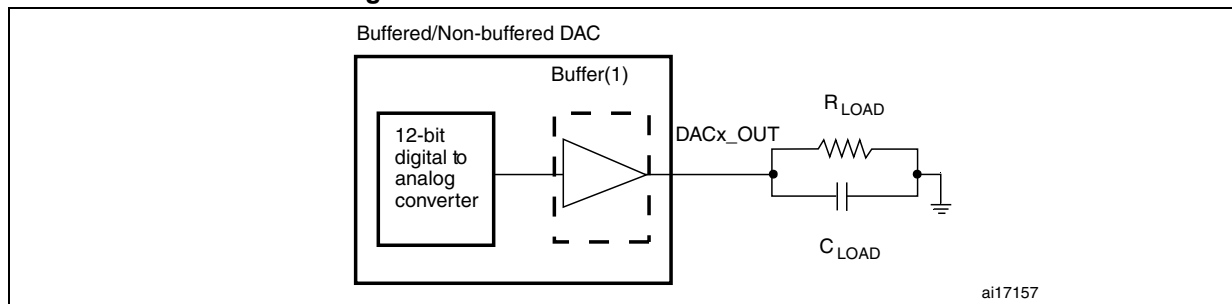 Buffered/Non-buffered DAC
Buffer(1)
12-bit
digital to
analog
converter
DACx_OUT
R LOAD
C LOAD
ai17157